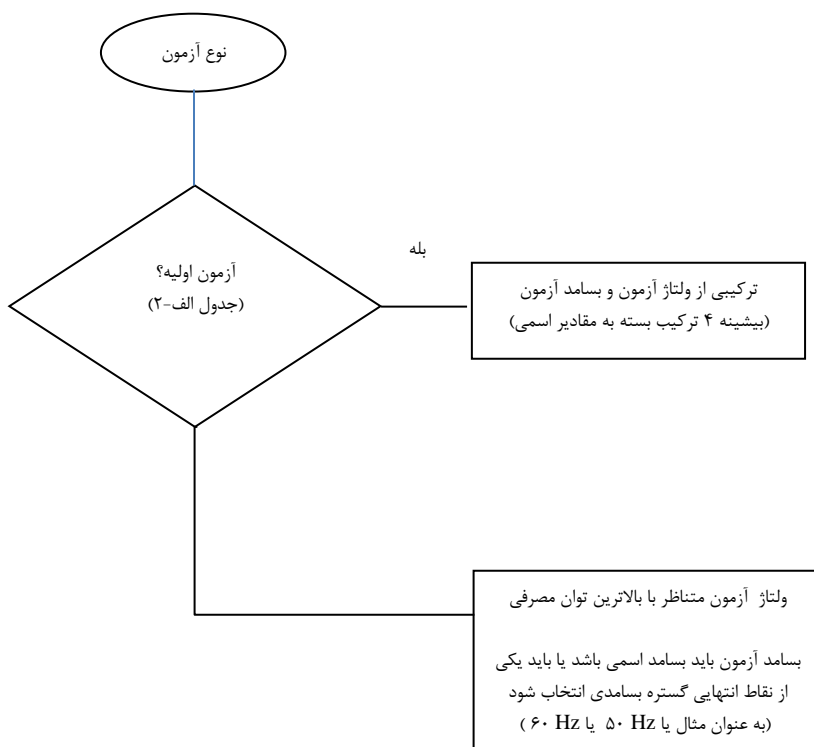 نوع آزمون
آزمون اولیه؟
(جدول الف-۲)
بله
ترکیبی از ولتاژ آزمون و بسامد آزمون
(بیشینه ۴ ترکیب بسته به مقادیر اسمی)
ولتاژ آزمون متناظر با بالاترین توان مصرفی
بسامد آزمون باید بسامد اسمی باشد یا باید یکی
از نقاط انتهایی گستره بسامدی انتخاب شود
(به عنوان مثال یا ۵۰ Hz یا ۶۰ Hz)